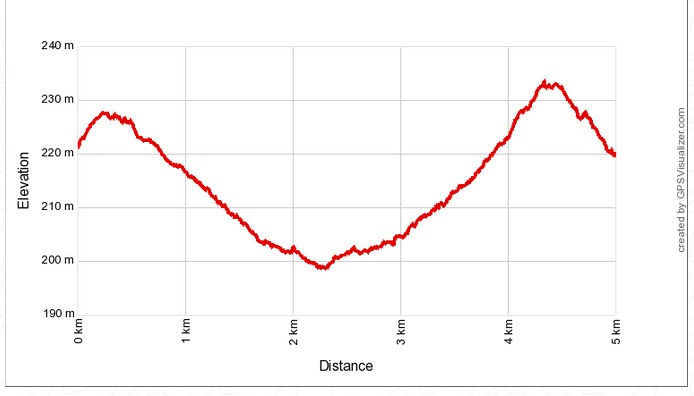 240 m
230 m
220 m
210 m
200 m
190 m
Elevation
0 km
1 km
2 km
3 km
4 km
5 km
Distance
created by GPSVisualizer.com